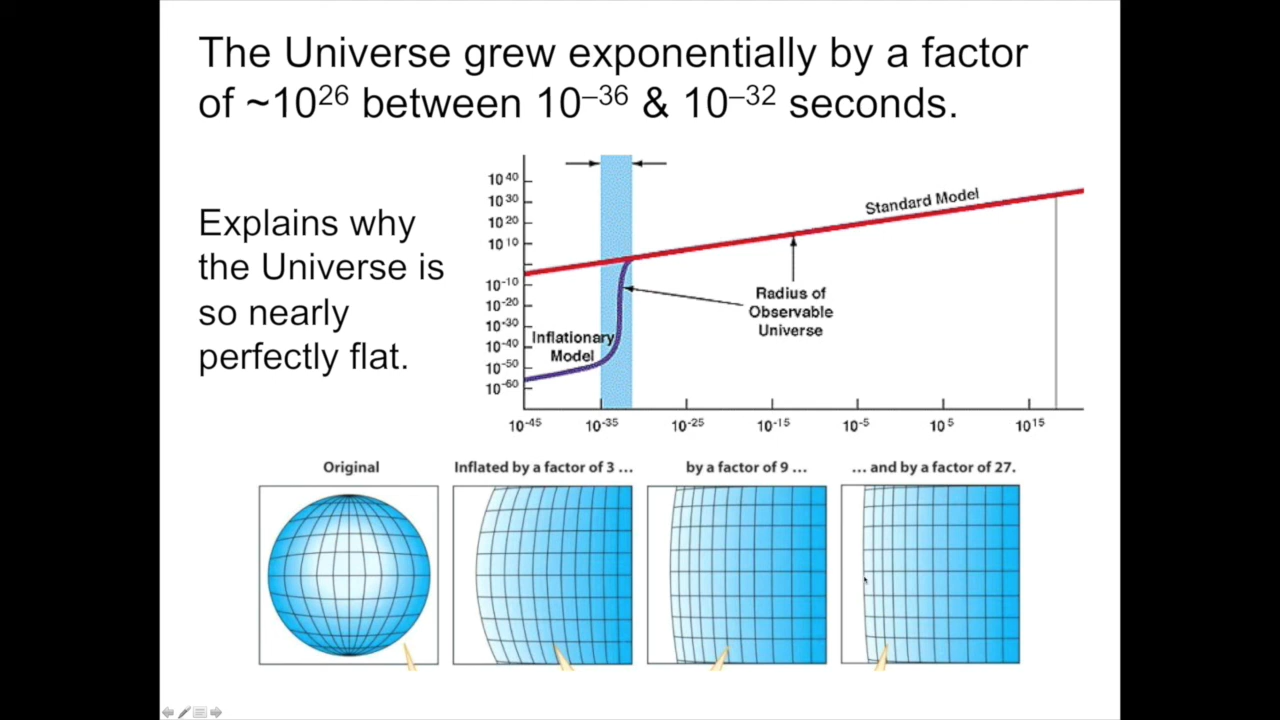 The Universe grew exponentially by a factor
of ~10²⁶ between 10⁻³⁶ & 10⁻³² seconds.
Explains why
the Universe is
so nearly
perfectly flat.
10⁴⁰
10³⁰
10²⁰
10¹⁰
10⁻¹⁰
10⁻²⁰
10⁻³⁰
10⁻⁴⁰
10⁻⁵⁰
10⁻⁶⁰
Standard Model
Radius of
Observable
Universe
Inflationary
Model
10⁻⁴⁵ 10⁻³⁵ 10⁻²⁵ 10⁻¹⁵ 10⁻⁵ 10⁵ 10¹⁵
Original
Inflated by a factor of 3 ...
by a factor of 9 ...
... and by a factor of 27.